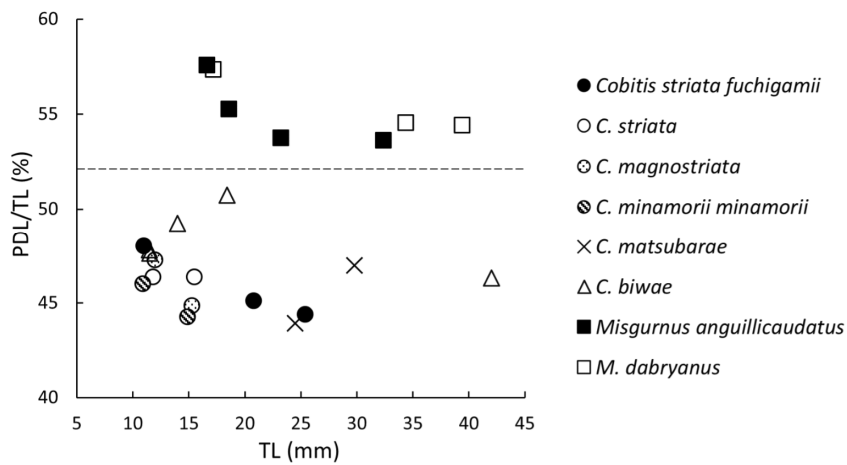 60
55
50
45
40
PDL/TL (%)
5 10 15 20 25 30 35 40 45
TL (mm)
Cobitis striata fuchigamii
C. striata
C. magnostriata
C. minamorii minamorii
C. matsubarae
C. biwae
Misgurnus anguillicaudatus
M. dabryanus